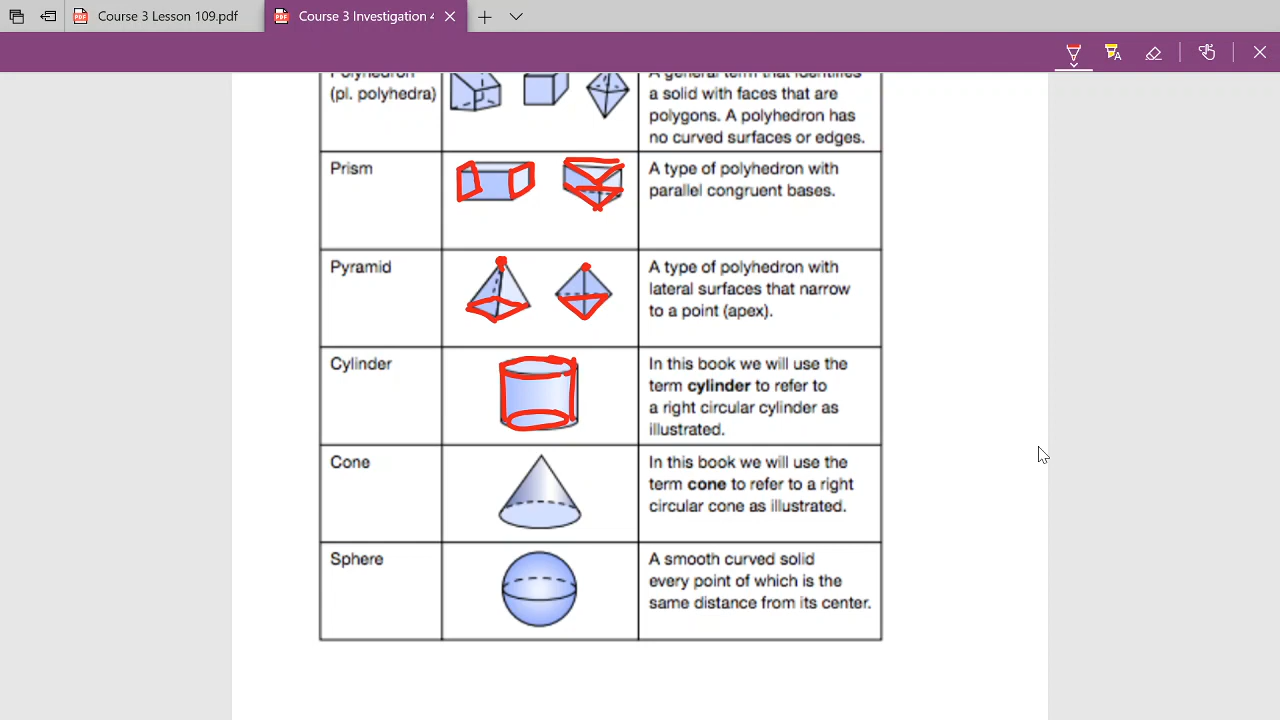 Course 3 Lesson 109.pdf
Course 3 Investigation 4
Polyhedron
(pl. polyhedra)
A general term that identifies
a solid with faces that are
polygons. A polyhedron has
no curved surfaces or edges.
Prism
A type of polyhedron with
parallel congruent bases.
Pyramid
A type of polyhedron with
lateral surfaces that narrow
to a point (apex).
Cylinder
In this book we will use the
term cylinder to refer to
a right circular cylinder as
illustrated.
Cone
In this book we will use the
term cone to refer to a right
circular cone as illustrated.
Sphere
A smooth curved solid
every point of which is the
same distance from its center.